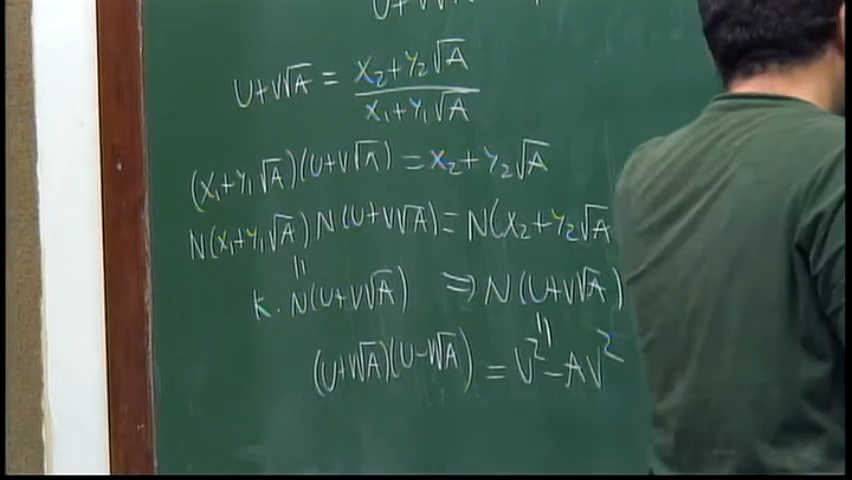 U+V√A = (X₂+Y₂√A)/(X₁+Y₁√A)
(X₁+Y₁√A)(U+V√A) = X₂+Y₂√A
N(X₁+Y₁√A) N(U+V√A) = N(X₂+Y₂√A
K. N(U+V√A) ⇒ N(U+V√A)
(U+V√A)(U-V√A) = U²-AV²